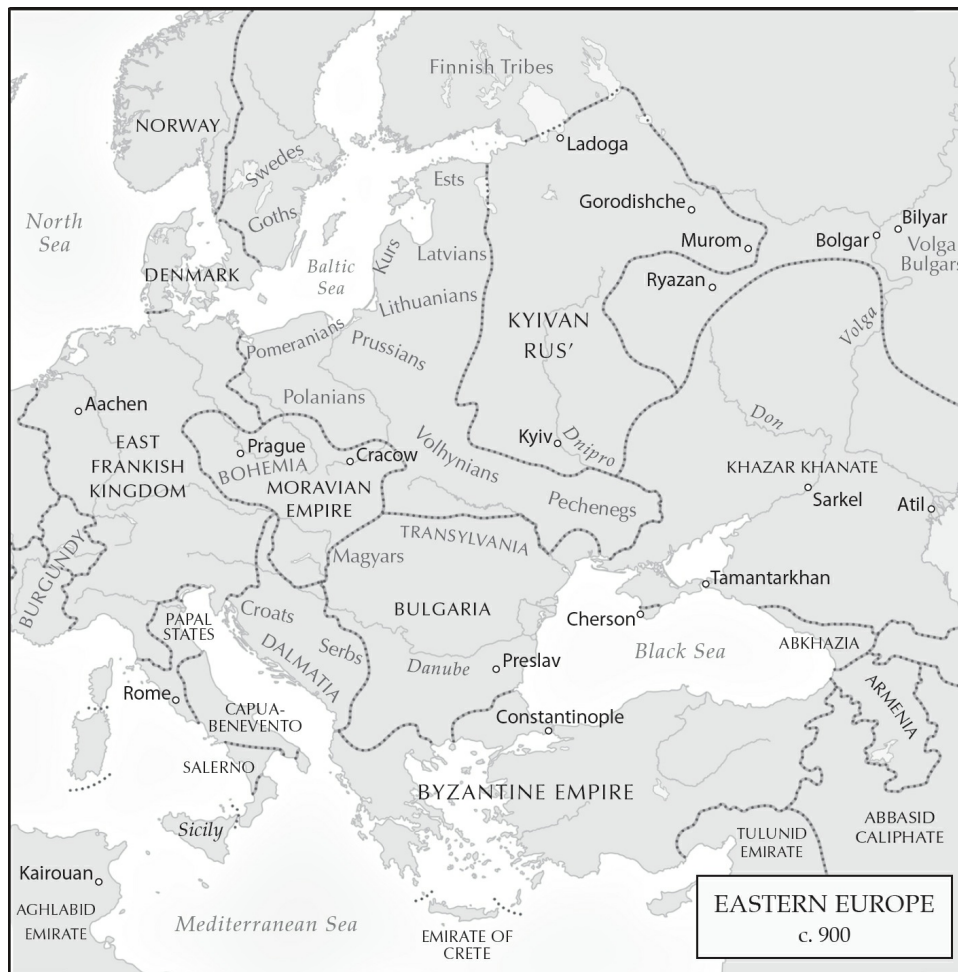 Finnish Tribes
NORWAY
Ladoga
Swedes
Ests
Gorodishche
North
Sea
Goths
Bilyar
Murom
Bolgar
Volga
Bulgars
Kurs
Latvians
DENMARK
Baltic
Sea
Ryazan
Lithuanians
KYIVAN
RUS’
Volga
Pomeranians
Prussians
Polanians
Aachen
Don
EAST
FRANKISH
KINGDOM
Prague
BOHEMIA
Cracow
MORAVIAN
EMPIRE
Volhynians
Kyiv
Dnipro
KHAZAR KHANATE
Sarkel
Atil
Pechenegs
TRANSYLVANIA
Magyars
BURGUNDY
Tamantarkhan
Croats
BULGARIA
Cherson
PAPAL
STATES
Serbs
DALMATIA
Black Sea
ABKHAZIA
Danube
Preslav
Rome
ARMENIA
CAPUA-
BENEVENTO
Constantinople
SALERNO
BYZANTINE EMPIRE
Sicily
ABBASID
CALIPHATE
TULUNID
EMIRATE
Kairouan
AGHLABID
EMIRATE
Mediterranean Sea
EMIRATE OF
CRETE
EASTERN EUROPE
c. 900